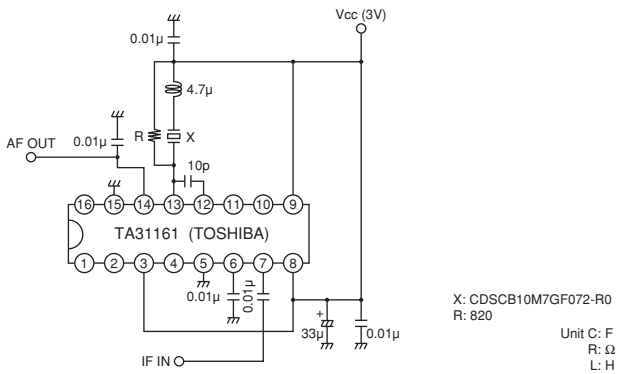 Vcc (3V)
0.01μ
4.7μ
AF OUT
0.01μ
R
X
10p
16 15 14 13 12 11 10 9
TA31161 (TOSHIBA)
1 2 3 4 5 6 7 8
0.01μ
0.01μ
+
33μ
0.01μ
IF IN
X: CDSCB10M7GF072-R0
R: 820
Unit C: F
R: Ω
L: H